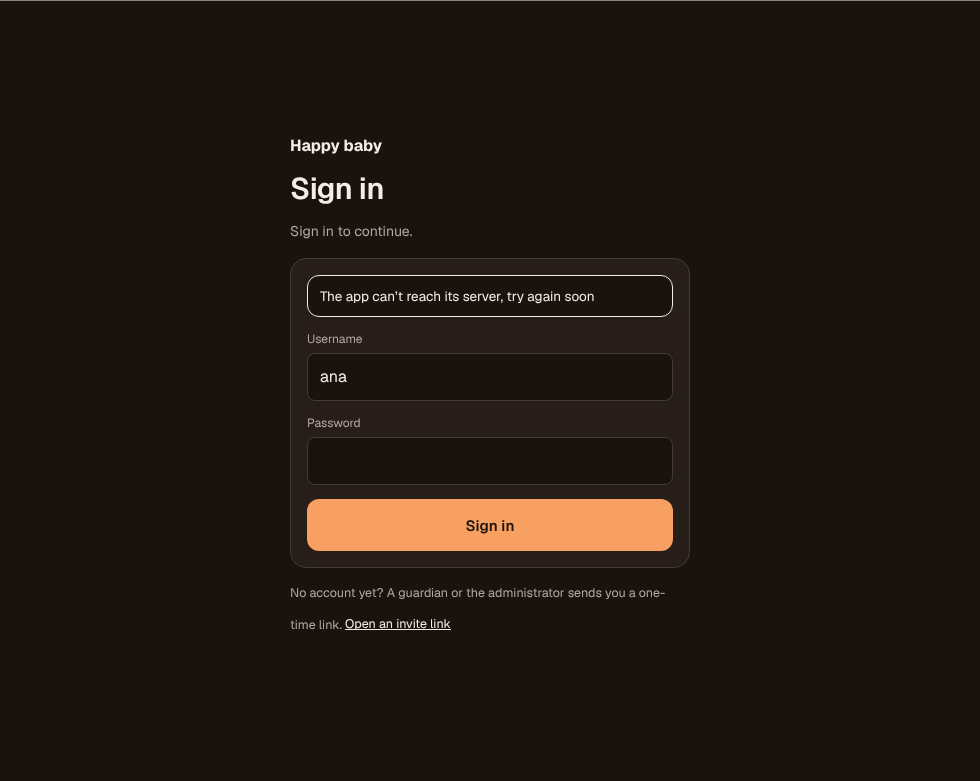 Happy baby
Sign in
Sign in to continue.
The app can’t reach its server, try again soon
Username
ana
Password
Sign in
No account yet? A guardian or the administrator sends you a one-
time link. Open an invite link